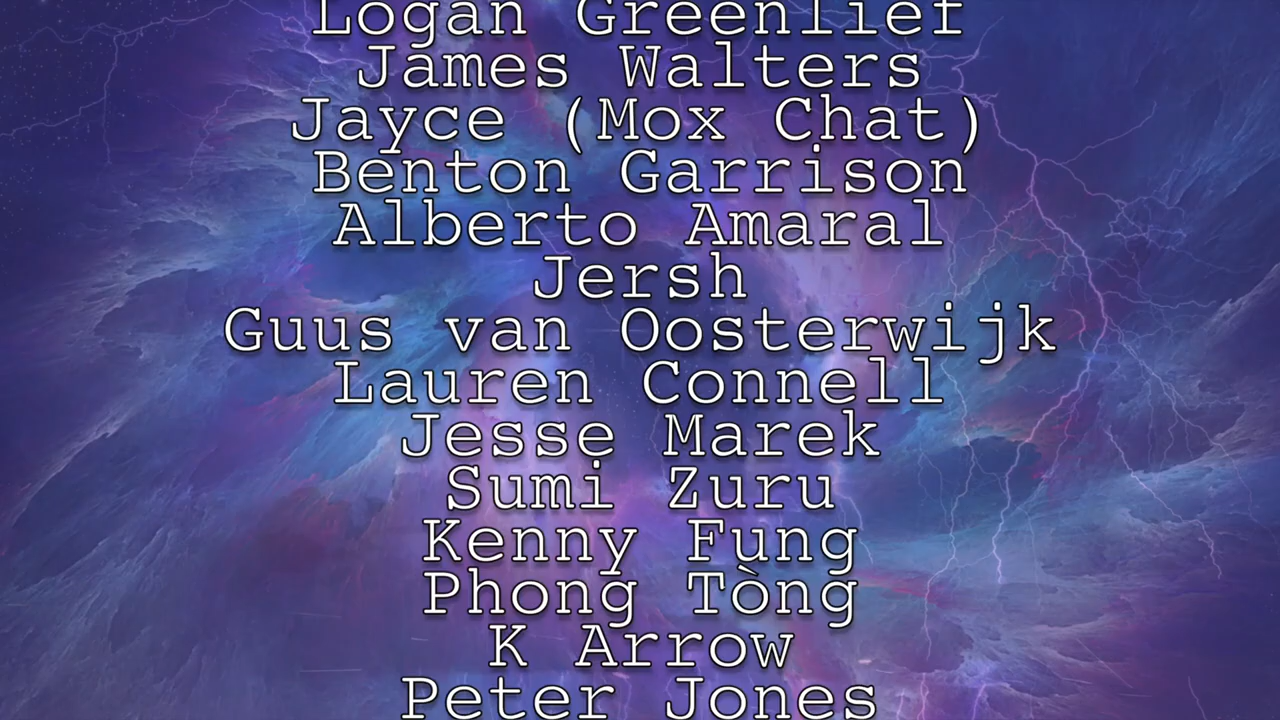 Logan Greenlief
James Walters
Jayce (Mox Chat)
Benton Garrison
Alberto Amaral
Jersh
Guus van Oosterwijk
Lauren Connell
Jesse Marek
Sumi Zuru
Kenny Fung
Phong Tòng
K Arrow
Peter Jones